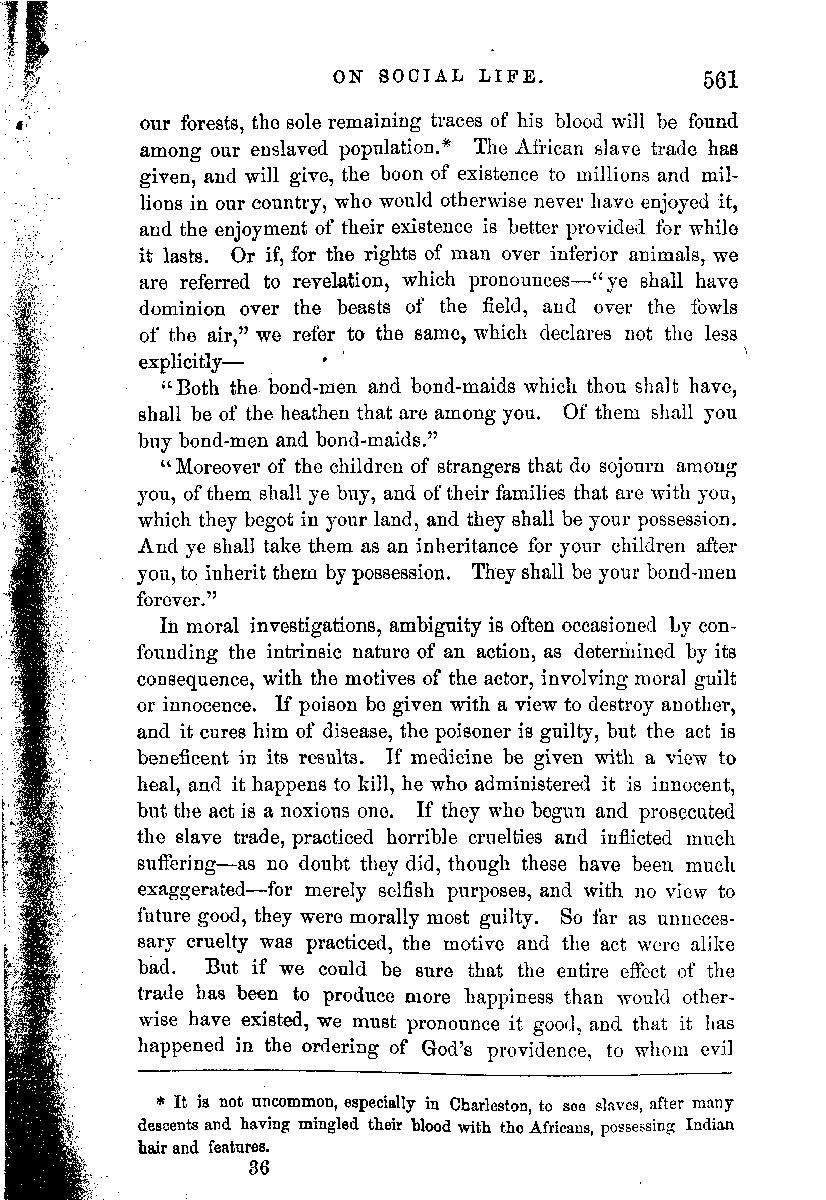 ON SOCIAL LIFE. 561
our forests, the sole remaining traces of his blood will be found
among our enslaved population.* The African slave trade has
given, and will give, the boon of existence to millions and mil-
lions in our country, who would otherwise never have enjoyed it,
and the enjoyment of their existence is better provided for while
it lasts. Or if, for the rights of man over inferior animals, we
are referred to revelation, which pronounces—“ye shall have
dominion over the beasts of the field, and over the fowls
of the air,” we refer to the same, which declares not the less
explicitly—
“Both the bond-men and bond-maids which thou shalt have,
shall be of the heathen that are among you. Of them shall you
buy bond-men and bond-maids.”
“Moreover of the children of strangers that do sojourn among
you, of them shall ye buy, and of their families that are with you,
which they begot in your land, and they shall be your possession.
And ye shall take them as an inheritance for your children after
you, to inherit them by possession. They shall be your bond-men
forever.”
In moral investigations, ambiguity is often occasioned by con-
founding the intrinsic nature of an action, as determined by its
consequence, with the motives of the actor, involving moral guilt
or innocence. If poison be given with a view to destroy another,
and it cures him of disease, the poisoner is guilty, but the act is
beneficent in its results. If medicine be given with a view to
heal, and it happens to kill, he who administered it is innocent,
but the act is a noxious one. If they who begun and prosecuted
the slave trade, practiced horrible cruelties and inflicted much
suffering—as no doubt they did, though these have been much
exaggerated—for merely selfish purposes, and with no view to
future good, they were morally most guilty. So far as unneces-
sary cruelty was practiced, the motive and the act were alike
bad. But if we could be sure that the entire effect of the
trade has been to produce more happiness than would other-
wise have existed, we must pronounce it good, and that it has
happened in the ordering of God’s providence, to whom evil
* It is not uncommon, especially in Charleston, to see slaves, after many
descents and having mingled their blood with the Africans, possessing Indian
hair and features.
36